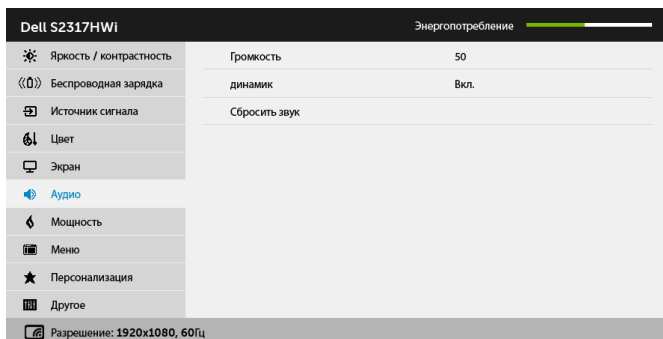 Dell S2317HWi Энергопотребление
Яркость / контрастность Громкость 50
Беспроводная зарядка динамик Вкл.
Источник сигнала Сбросить звук
Цвет
Экран
Аудио
Мощность
Меню
Персонализация
Другое
Разрешение: 1920x1080, 60Гц